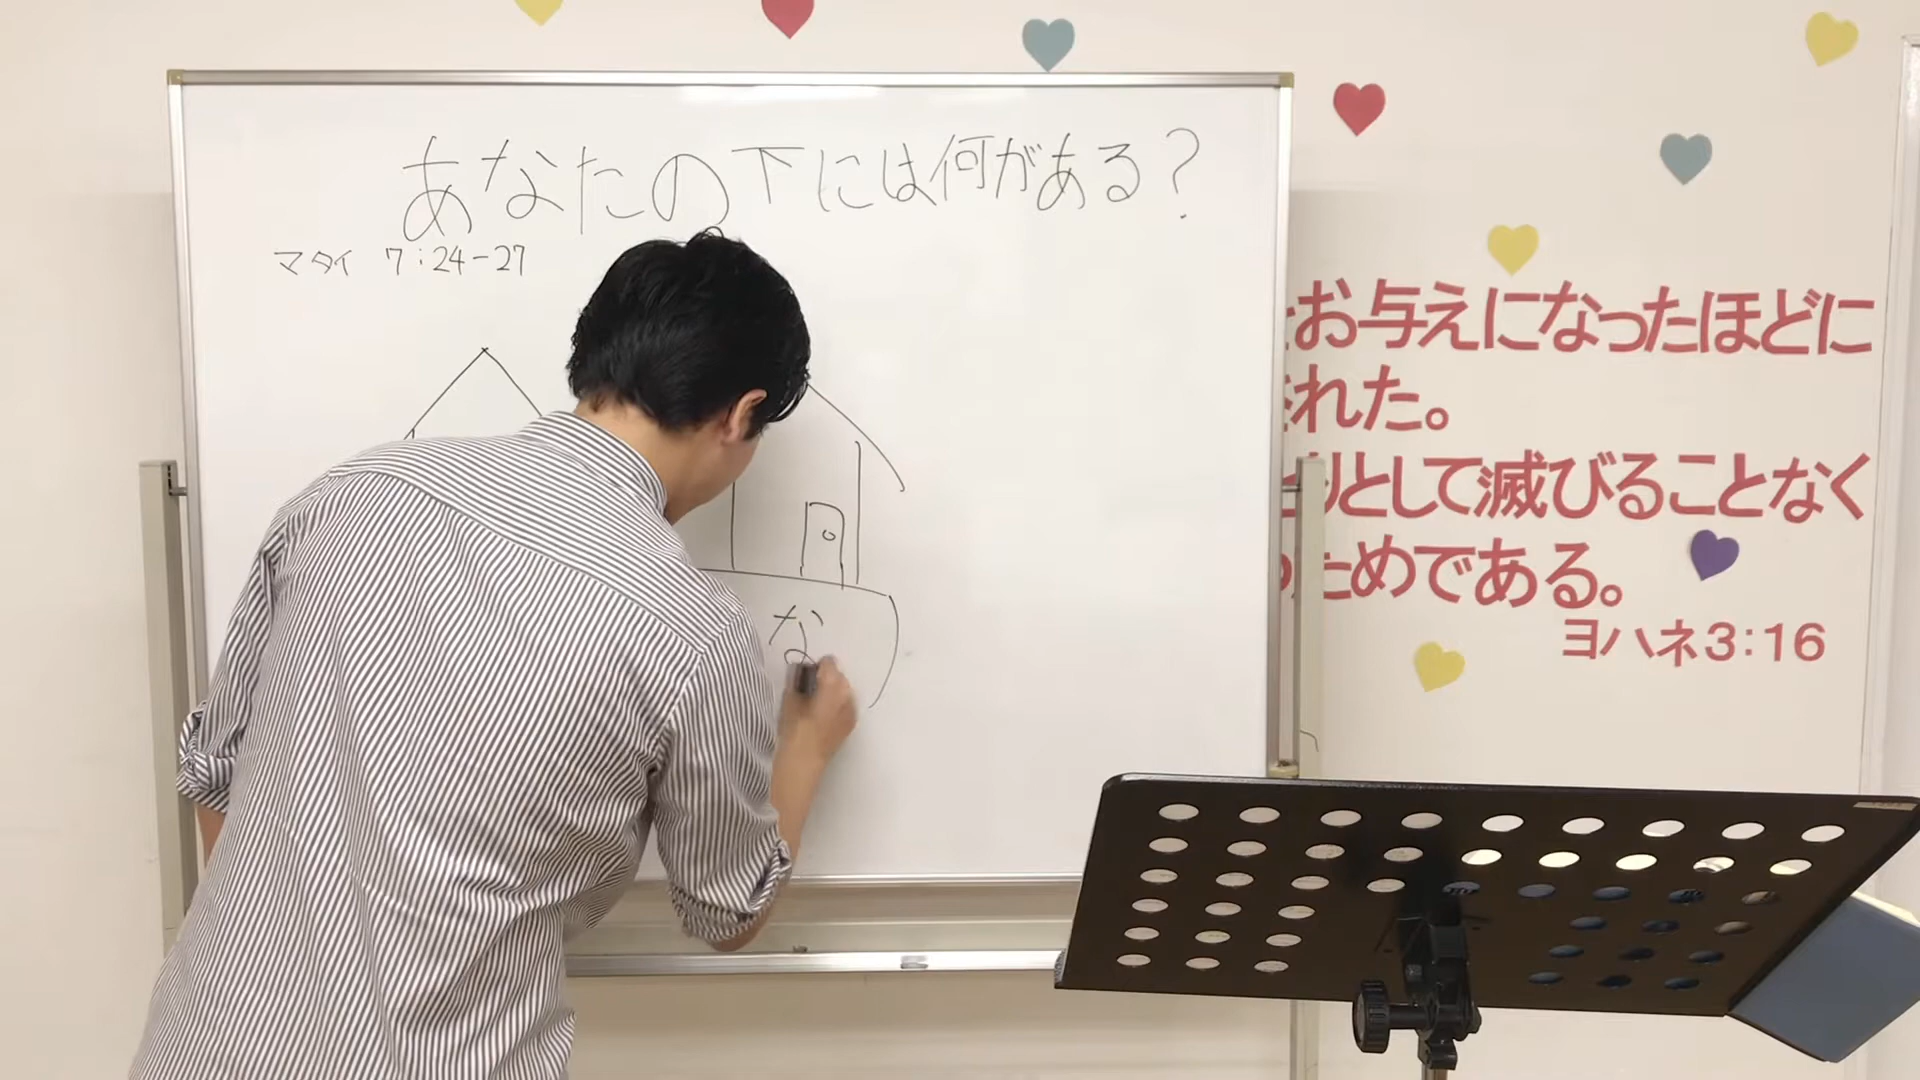 あなたの下には何がある?
マタイ 7:24-27
な
お与えになったほどに
れた。
として滅びることなく
ためである。
ヨハネ3:16